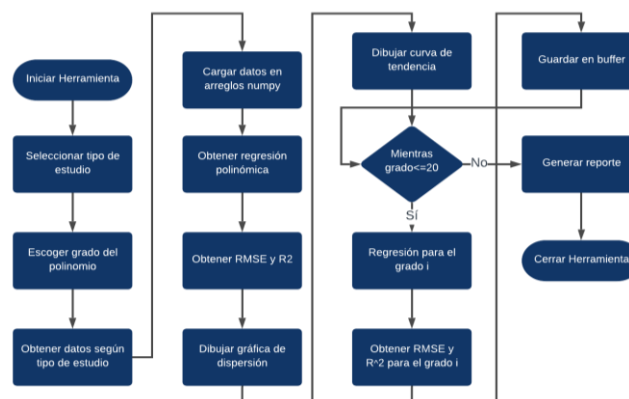 Iniciar Herramienta
Seleccionar tipo de
estudio
Escoger grado del
polinomio
Obtener datos según
tipo de estudio
Cargar datos en
arreglos numpy
Obtener regresión
polinómica
Obtener RMSE y R2
Dibujar gráfica de
dispersión
Dibujar curva de
tendencia
Mientras
grado<=20
No
Sí
Regresión para el
grado i
Obtener RMSE y
R^2 para el grado i
Guardar en buffer
Generar reporte
Cerrar Herramienta